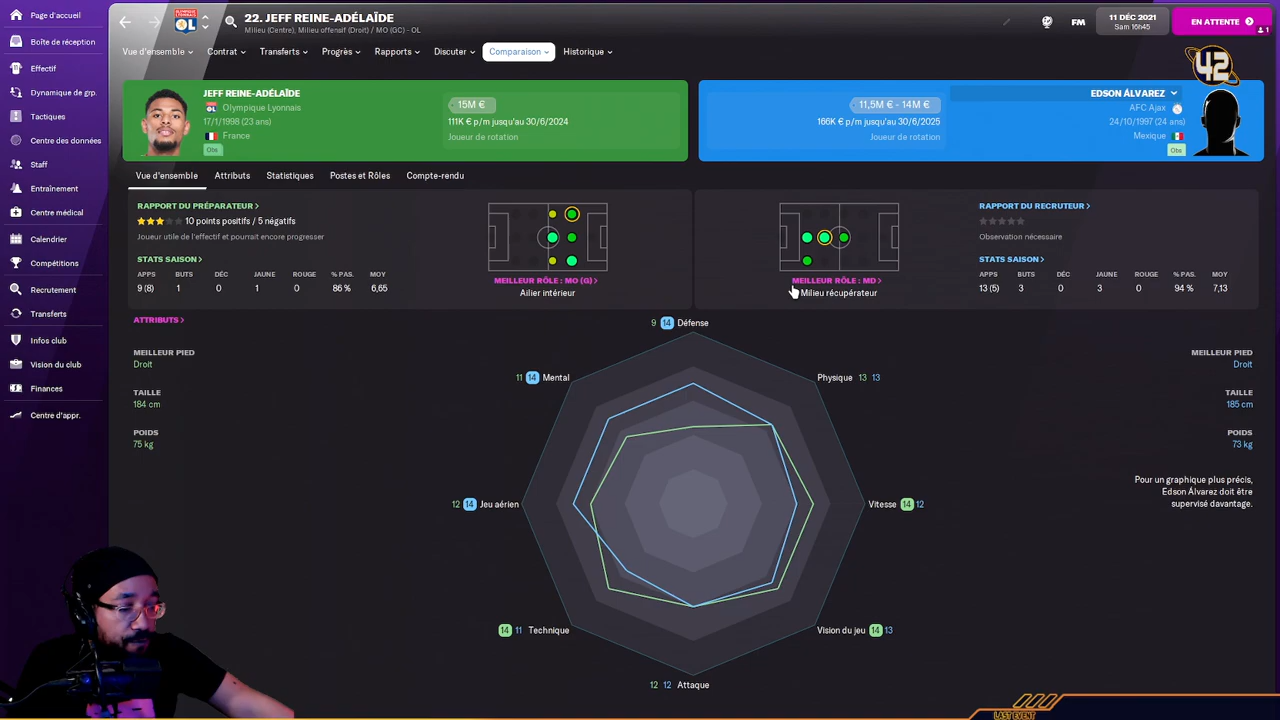 Page d'accueil
Boîte de réception
Effectif
Dynamique de grp.
Tactiques
Centre des données
Staff
Entraînement
Centre médical
Calendrier
Compétitions
Recrutement
Transferts
Infos club
Vision du club
Finances
Centre d'appr.
OL
22. JEFF REINE-ADÉLAÏDE
Milieu (Centre), Milieu offensif (Droit) / MO (GC) - OL
FM
11 DÉC 2021
Sam 16h45
EN ATTENTE
1
Vue d'ensemble
Contrat
Transferts
Progrès
Rapports
Discuter
Comparaison
Historique
42
JEFF REINE-ADÉLAÏDE
Olympique Lyonnais
17/1/1998 (23 ans)
France
Obs
15M €
111K € p/m jusqu'au 30/6/2024
Joueur de rotation
11,5M € - 14M €
166K € p/m jusqu'au 30/6/2025
Joueur de rotation
EDSON ÁLVAREZ
AFC Ajax
24/10/1997 (24 ans)
Mexique
Obs
Vue d'ensemble
Attributs
Statistiques
Postes et Rôles
Compte-rendu
RAPPORT DU PRÉPARATEUR >
10 points positifs / 5 négatifs
Joueur utile de l'effectif et pourrait encore progresser
STATS SAISON >
APPS BUTS DÉC JAUNE ROUGE % PAS. MOY
9 (8) 1 0 1 0 86 % 6,65
MEILLEUR RÔLE : MO (G) >
Ailier intérieur
MEILLEUR RÔLE : MD >
Milieu récupérateur
RAPPORT DU RECRUTEUR >
Observation nécessaire
STATS SAISON >
APPS BUTS DÉC JAUNE ROUGE % PAS. MOY
13 (5) 3 0 3 0 94 % 7,13
ATTRIBUTS >
MEILLEUR PIED
Droit
TAILLE
184 cm
POIDS
75 kg
9 14 Défense
11 14 Mental
Physique 13 13
12 14 Jeu aérien
Vitesse 14 12
14 11 Technique
Vision du jeu 14 13
12 12 Attaque
MEILLEUR PIED
Droit
TAILLE
185 cm
POIDS
73 kg
Pour un graphique plus précis,
Edson Álvarez doit être
supervisé davantage.
LAST EVENT